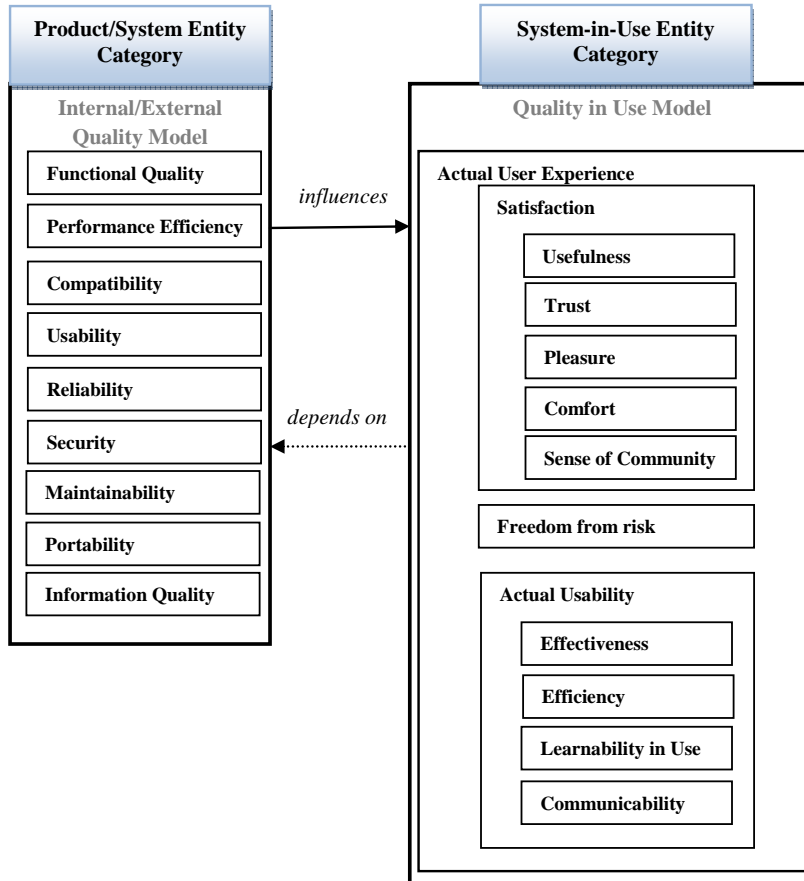 Product/System Entity
Category
Internal/External
Quality Model
Functional Quality
Performance Efficiency
Compatibility
Usability
Reliability
Security
Maintainability
Portability
Information Quality
influences
depends on
System-in-Use Entity
Category
Quality in Use Model
Actual User Experience
Satisfaction
Usefulness
Trust
Pleasure
Comfort
Sense of Community
Freedom from risk
Actual Usability
Effectiveness
Efficiency
Learnability in Use
Communicability